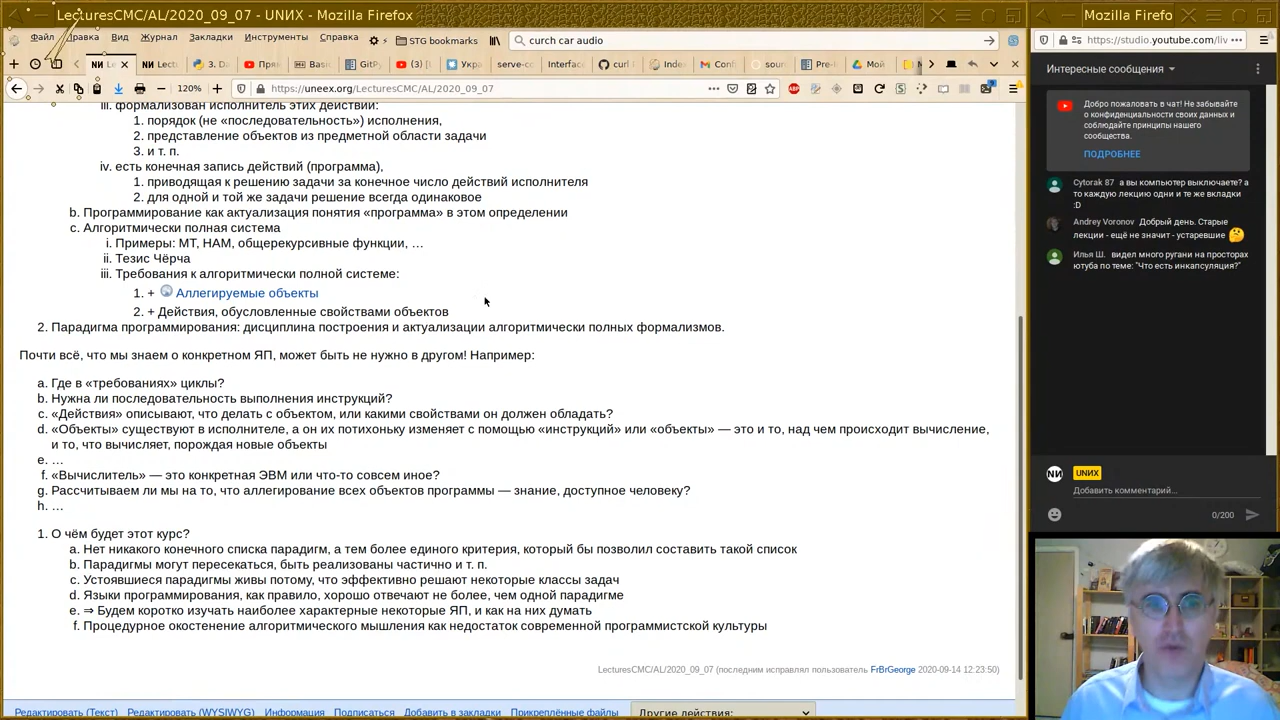 LecturesCMC/AL/2020_09_07 - UNИX - Mozilla Firefox
Файл Правка Вид Журнал Закладки Инструменты Справка
STG bookmarks
curch car audio
120%
https://uneex.org/LecturesCMC/AL/2020_09_07
iii. формализован исполнитель этих действий:
1. порядок (не «последовательность») исполнения,
2. представление объектов из предметной области задачи
3. и т. п.
iv. есть конечная запись действий (программа),
1. приводящая к решению задачи за конечное число действий исполнителя
2. для одной и той же задачи решение всегда одинаковое
b. Программирование как актуализация понятия «программа» в этом определении
c. Алгоритмически полная система
i. Примеры: МТ, НАМ, общерекурсивные функции, …
ii. Тезис Чёрча
iii. Требования к алгоритмически полной системе:
1. + Аллегируемые объекты
2. + Действия, обусловленные свойствами объектов
2. Парадигма программирования: дисциплина построения и актуализации алгоритмически полных формализмов.
Почти всё, что мы знаем о конкретном ЯП, может быть не нужно в другом! Например:
a. Где в «требованиях» циклы?
b. Нужна ли последовательность выполнения инструкций?
c. «Действия» описывают, что делать с объектом, или какими свойствами он должен обладать?
d. «Объекты» существуют в исполнителе, а он их потихоньку изменяет с помощью «инструкций» или «объекты» — это и то, над чем происходит вычисление,
и то, что вычисляет, порождая новые объекты
e. …
f. «Вычислитель» — это конкретная ЭВМ или что-то совсем иное?
g. Рассчитываем ли мы на то, что аллегирование всех объектов программы — знание, доступное человеку?
h. …
1. О чём будет этот курс?
a. Нет никакого конечного списка парадигм, а тем более единого критерия, который бы позволил составить такой список
b. Парадигмы могут пересекаться, быть реализованы частично и т. п.
c. Устоявшиеся парадигмы живы потому, что эффективно решают некоторые классы задач
d. Языки программирования, как правило, хорошо отвечают не более, чем одной парадигме
e. ⇒ Будем коротко изучать наиболее характерные некоторые ЯП, и как на них думать
f. Процедурное окостенение алгоритмического мышления как недостаток современной программистской культуры
LecturesCMC/AL/2020_09_07 (последним исправлял пользователь FrBrGeorge 2020-09-14 12:23:50)
Редактировать (Текст) Редактировать (WYSIWYG) Информация Подписаться Добавить в закладки Прикреплённые файлы Другие действия:
Mozilla Firefo
https://studio.youtube.com/liv
Интересные сообщения
Добро пожаловать в чат! Не забывайте
о конфиденциальности своих данных и
соблюдайте принципы нашего
сообщества.
ПОДРОБНЕЕ
Cytorak 87 а вы компьютер выключаете? а
то каждую лекцию одни и те же вкладки
:D
Andrey Voronov Добрый день. Старые
лекции - ещё не значит - устаревшие
Илья Ш. видел много ругани на просторах
ютуба по теме: "Что есть инкапсуляция?"
UNИX
Добавить комментарий...
0/200